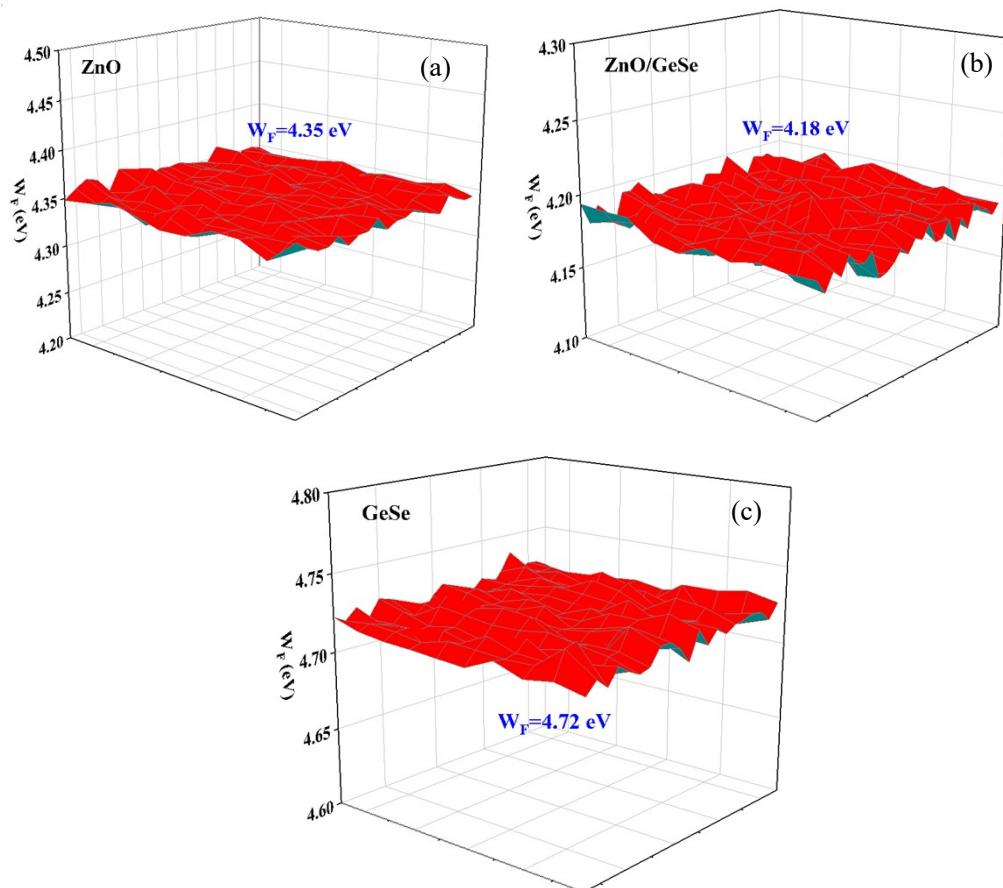 ZnO
(a)
W_F=4.35 eV
W_F (eV)
4.50
4.45
4.40
4.35
4.30
4.25
4.20
ZnO/GeSe
(b)
W_F=4.18 eV
W_F (eV)
4.30
4.25
4.20
4.15
4.10
GeSe
(c)
W_F=4.72 eV
W_F (eV)
4.80
4.75
4.70
4.65
4.60